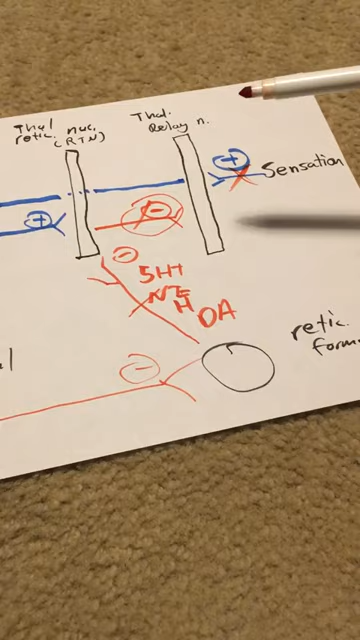 Thal.
Thal
Relay n.
retic. nuc.
(RTN)
+
Sensation
+
-
-
5HT
NE
H
DA
retic.
form
-